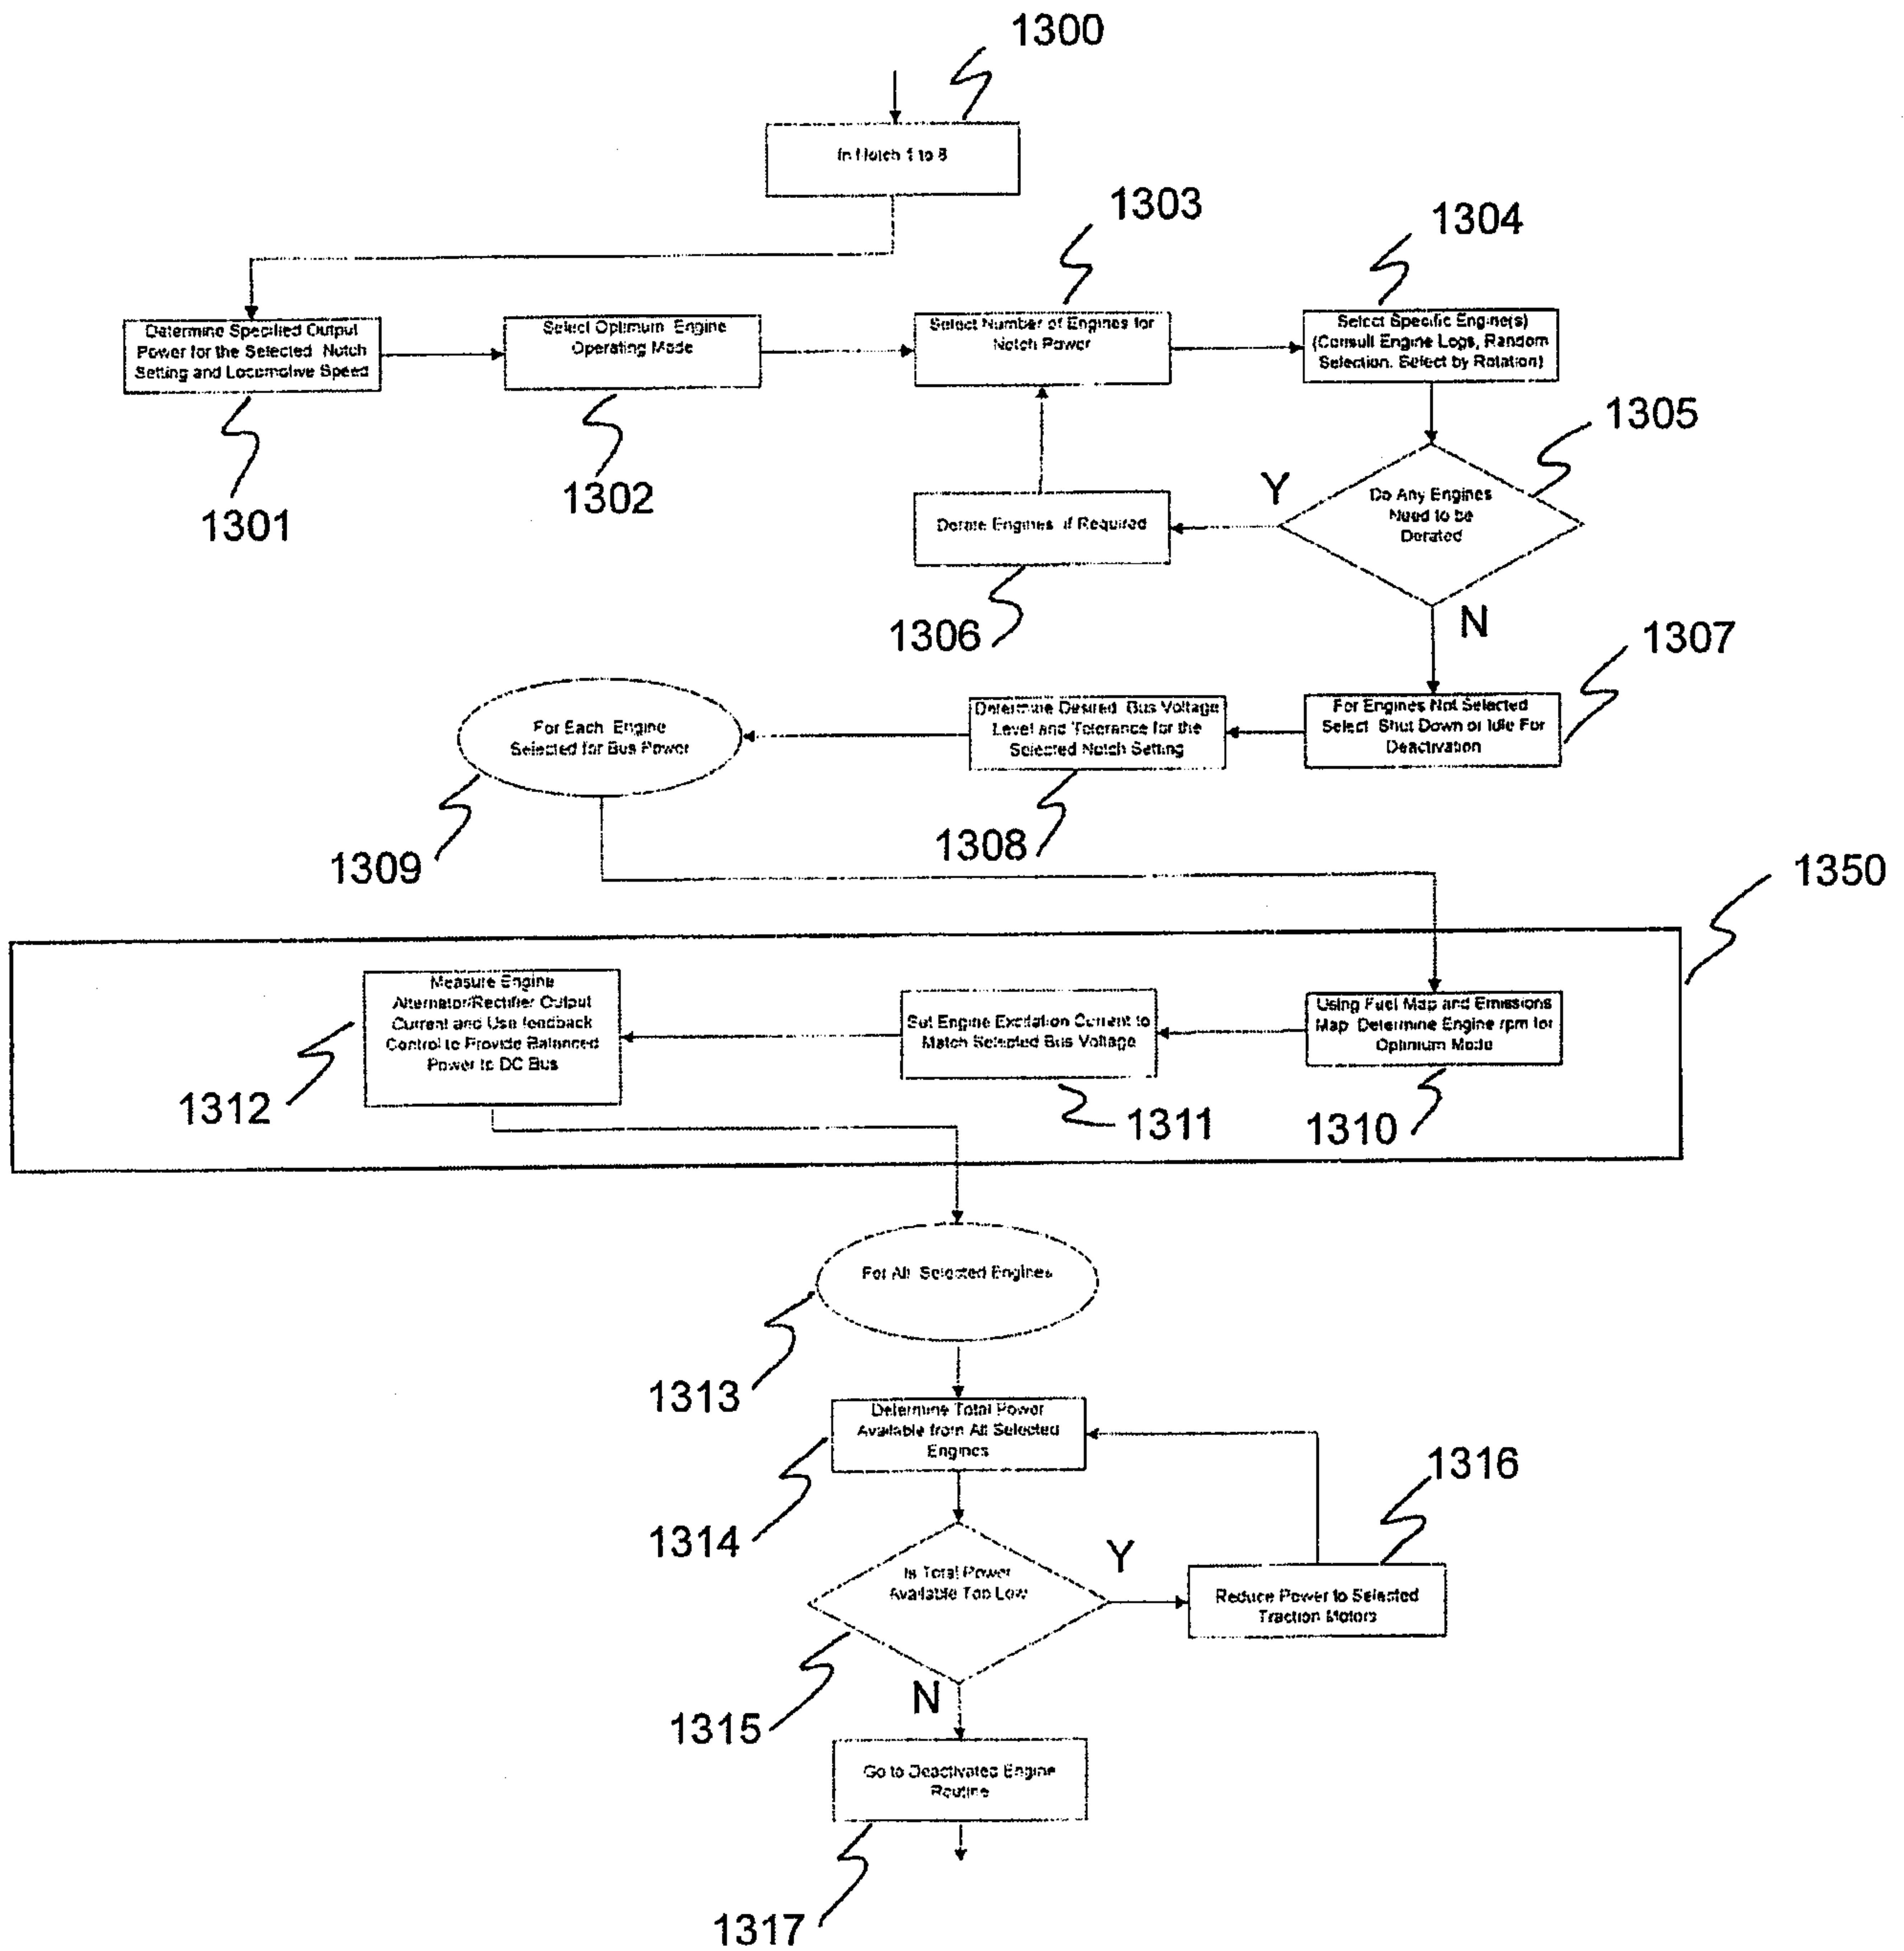 1300
In Notch 1 to 8
1303
1304
Determine Specified Output
Power for the Selected Notch
Setting and Locomotive Speed
Select Optimum Engine
Operating Mode
Select Number of Engines for
Notch Power
Select Specific Engine(s)
(Consult Engine Logs, Random
Selection, Select by Rotation)
1301
1302
1305
Do Any Engines
Need to be
Derated
Y
Derate Engines if Required
1306
N
1307
For Each Engine
Selected for Bus Power
Determine Desired Bus Voltage
Level and Tolerance for the
Selected Notch Setting
For Engines Not Selected
Select Shut Down or Idle For
Deactivation
1309
1308
1350
Measure Engine
Alternator/Rectifier Output
Current and Use feedback
Control to Provide Balanced
Power to DC Bus
Set Engine Excitation Current to
Match Selected Bus Voltage
Using Fuel Map and Emissions
Map Determine Engine rpm for
Optimium Mode
1312
1311
1310
For All Selected Engines
1313
Determine Total Power
Available from All Selected
Engines
1314
1316
Is Total Power
Available Too Low
Y
Reduce Power to Selected
Traction Motors
1315
N
Go to Deactivated Engine
Routine
1317